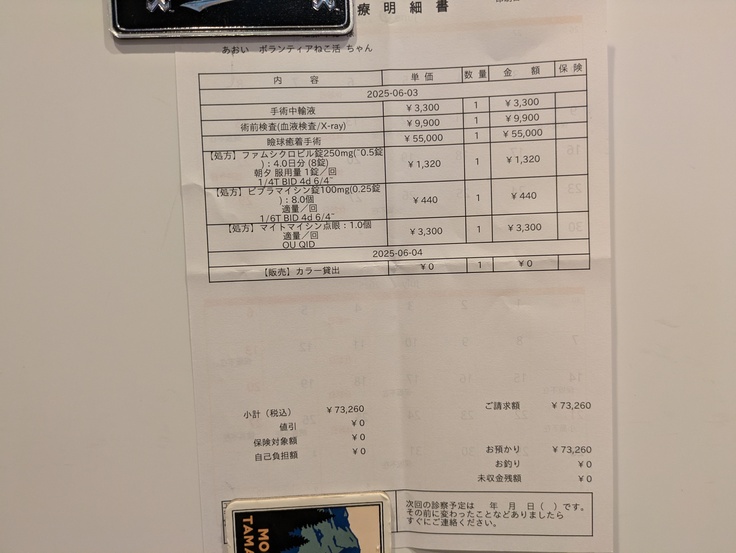 療 明 細 書
あおい ボランティアねこ活 ちゃん
内 容 単 価 数 量 金 額 保 険
2025-06-03
手術中輸液 ￥3,300 1 ￥3,300
術前検査(血液検査/X-ray) ￥9,900 1 ￥9,900
瞼球癒着手術 ￥55,000 1 ￥55,000
【処方】ファムシクロビル錠250mg(~0.5錠
)：4.0日分 (8錠)
朝夕 服用量 1錠／回
1/4T BID 4d 6/4~ ￥1,320 1 ￥1,320
【処方】ビブラマイシン錠100mg(0.25錠
)：8.0個
適量／回
1/6T BID 4d 6/4~ ￥440 1 ￥440
【処方】マイトマイシン点眼：1.0個
適量／回
OU QID ￥3,300 1 ￥3,300
2025-06-04
【販売】カラー貸出 ￥0 1 ￥0
小計（税込） ￥73,260
値引 ￥0
保険対象額 ￥0
自己負担額 ￥0
ご請求額 ￥73,260
お預かり ￥73,260
お釣り ￥0
未収金残額 ￥0
次回の診察予定は 年 月 日（ ）です。
その前に変わったことなどありましたら
すぐにご連絡ください。
MO
TAMA